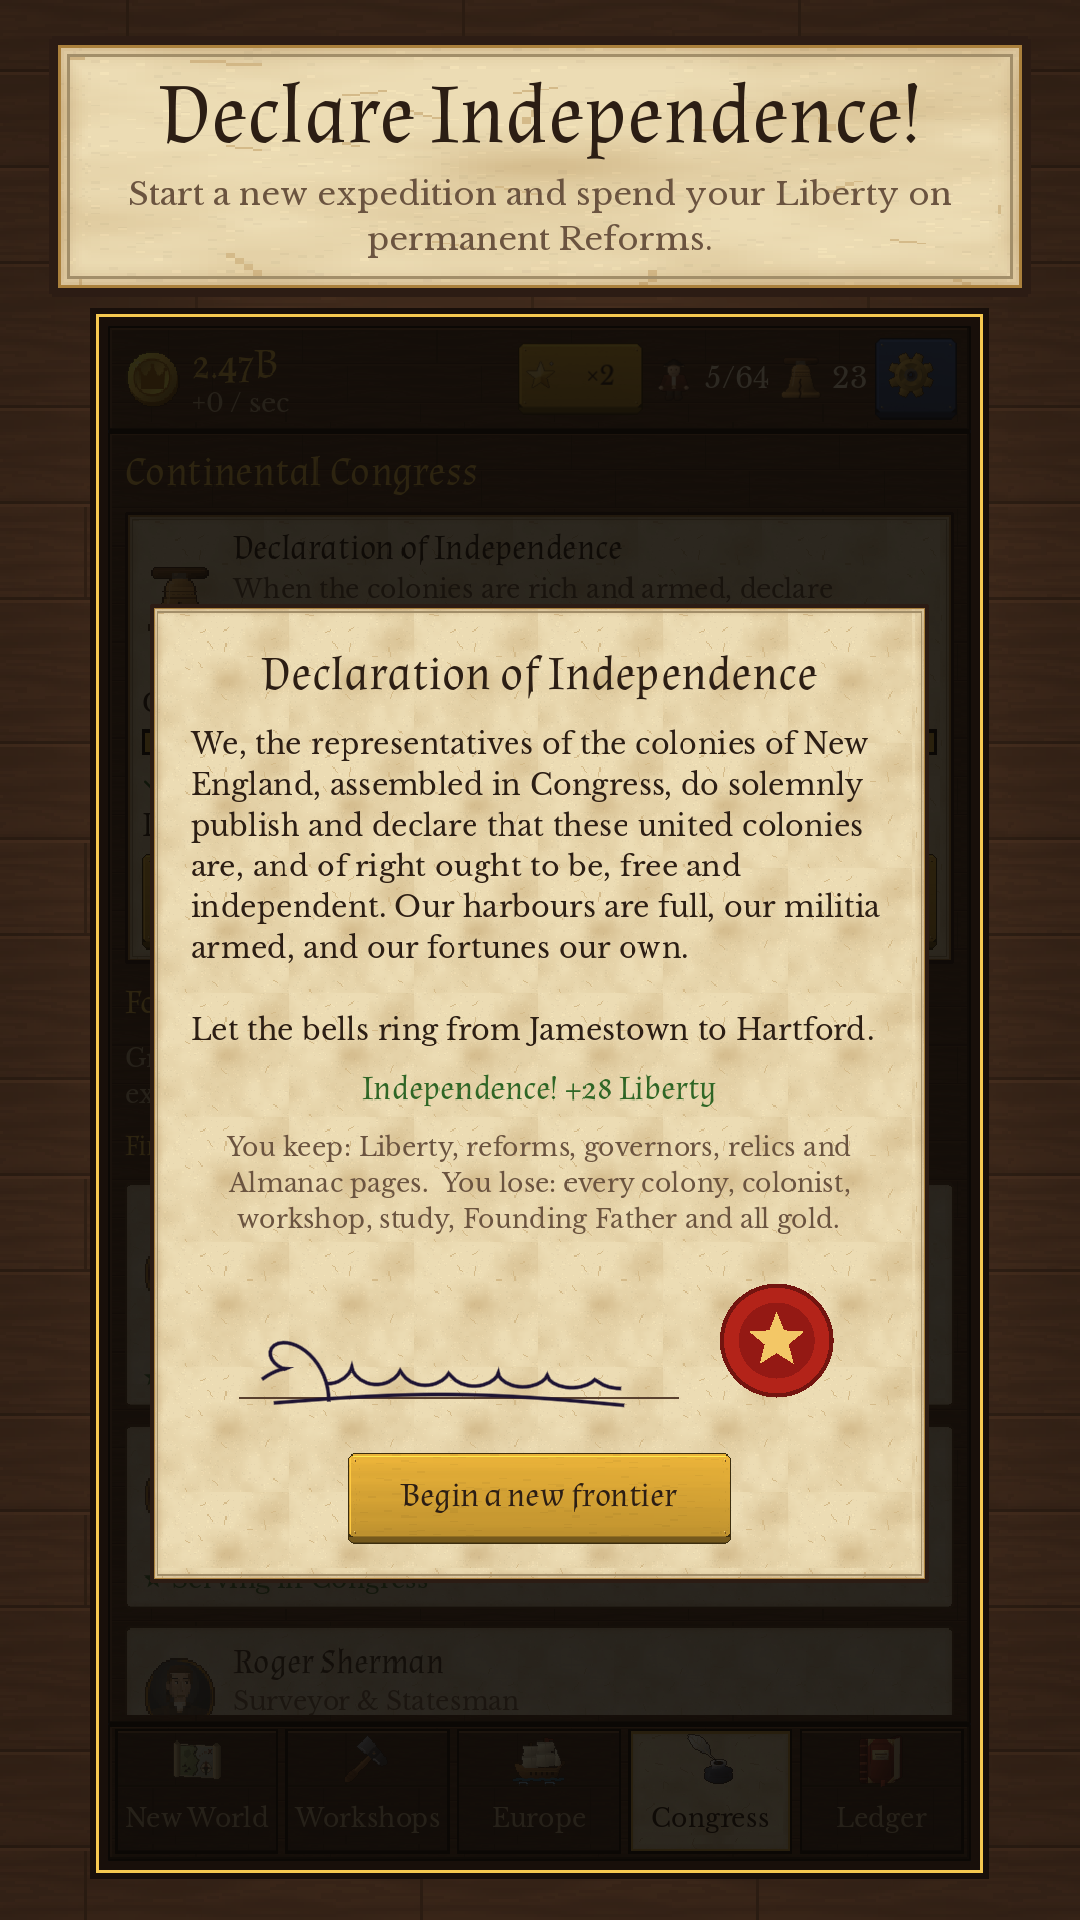 Declare Independence!
Start a new expedition and spend your Liberty on
permanent Reforms.
2.47B
+0 / sec
×2
5/64
23
Continental Congress
Declaration of Independence
When the colonies are rich and armed, declare
Declaration of Independence
We, the representatives of the colonies of New
England, assembled in Congress, do solemnly
publish and declare that these united colonies
are, and of right ought to be, free and
independent. Our harbours are full, our militia
armed, and our fortunes our own.
Let the bells ring from Jamestown to Hartford.
Independence! +28 Liberty
You keep: Liberty, reforms, governors, relics and
Almanac pages. You lose: every colony, colonist,
workshop, study, Founding Father and all gold.
Begin a new frontier
Serving in Congress
Roger Sherman
Surveyor & Statesman
New World
Workshops
Europe
Congress
Ledger